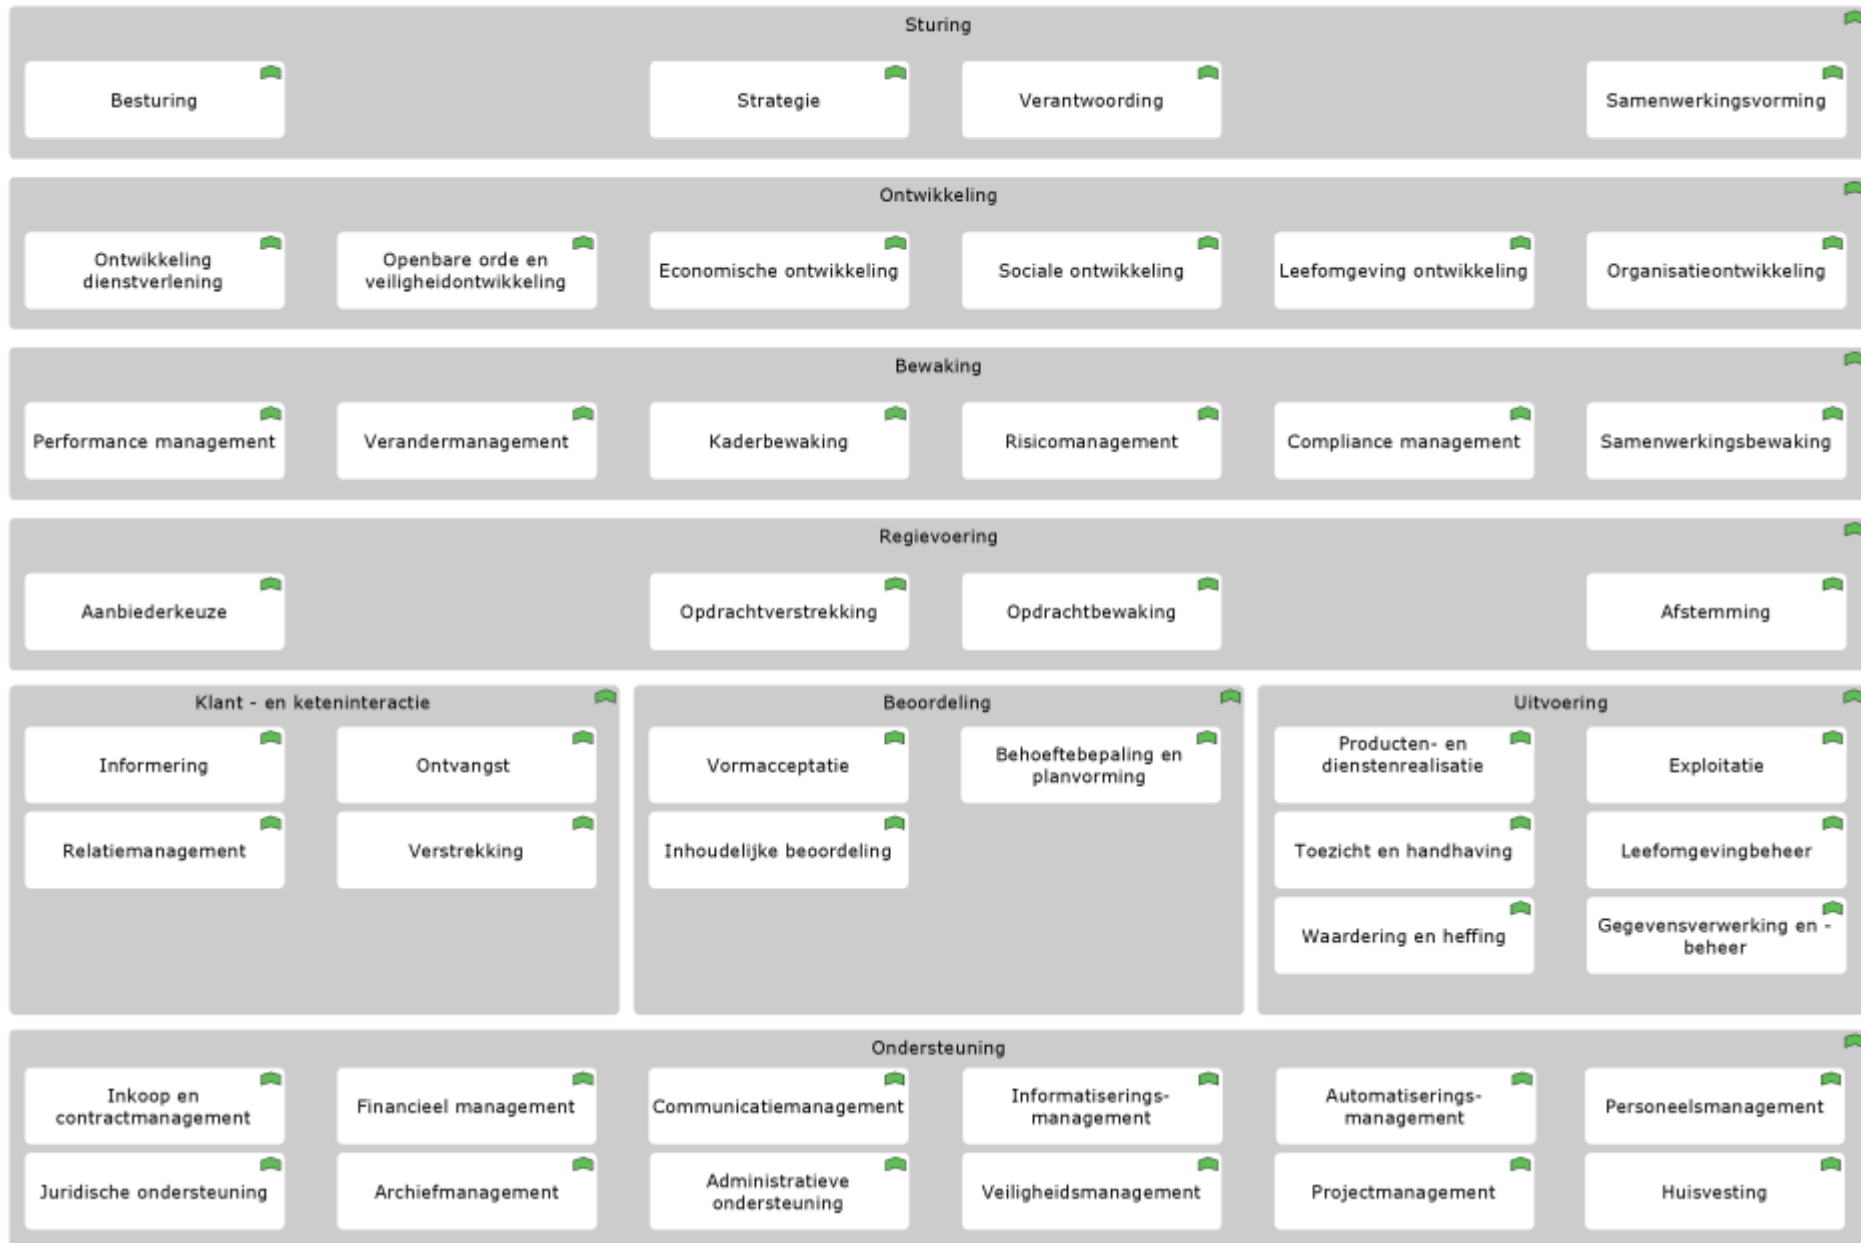 Sturing
Besturing
Strategie
Verantwoording
Samenwerkingsvorming
Ontwikkeling
Ontwikkeling
dienstverlening
Openbare orde en
veiligheidontwikkeling
Economische ontwikkeling
Sociale ontwikkeling
Leefomgeving ontwikkeling
Organisatieontwikkeling
Bewaking
Performance management
Verandermanagement
Kaderbewaking
Risicomanagement
Compliance management
Samenwerkingsbewaking
Regievoering
Aanbiederkeuze
Opdrachtverstrekking
Opdrachtbewaking
Afstemming
Klant - en keteninteractie
Informering
Ontvangst
Relatiemanagement
Verstrekking
Beoordeling
Vormacceptatie
Behoeftebepaling en
planvorming
Inhoudelijke beoordeling
Uitvoering
Producten- en
dienstenrealisatie
Exploitatie
Toezicht en handhaving
Leefomgevingbeheer
Waardering en heffing
Gegevensverwerking en -
beheer
Ondersteuning
Inkoop en
contractmanagement
Financieel management
Communicatiemanagement
Informatiserings-
management
Automatiserings-
management
Personeelsmanagement
Juridische ondersteuning
Archiefmanagement
Administratieve
ondersteuning
Veiligheidsmanagement
Projectmanagement
Huisvesting